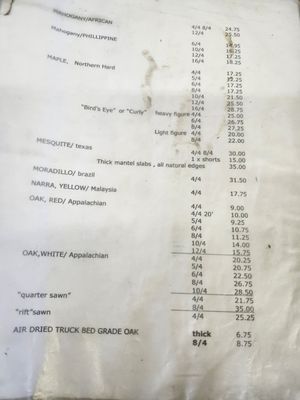 MAHOGANY/AFRICAN
4/4 8/4 24.75
12/4 25.50
Mahogany/PHILLIPPINE
6/4 14.95
10/4 16.25
12/4 17.25
16/4 18.25
MAPLE, Northern Hard
4/4 17.25
5/4
6/4 17.25
8/4 17.25
10/4 21.50
12/4 25.50
16/4 28.75
"Bind's Eye" or "Curly" heavy figure 4/4 25.00
6/4 26.75
8/4 27.25
Light figure 4/4 20.00
8/4 22.00
MESQUITE/ texas
4/4 8/4 30.00
1 x shorts 15.00
Thick mantel slabs , all natural edges 35.00
MORADILLO/ brazil
4/4 31.50
NARRA, YELLOW/ Malaysia
4/4 17.75
OAK, RED/ Appalachian
4/4 9.00
4/4 20' 10.00
5/4 9.25
6/4 10.75
8/4 11.25
10/4 14.00
12/4 15.75
OAK,WHITE/ Appalachian
4/4 20.25
5/4 20.75
6/4 22.50
8/4 26.75
10/4 28.50
"quarter sawn" 4/4 21.75
8/4 35.00
"rift"sawn 4/4 25.25
AIR DRIED TRUCK BED GRADE OAK
thick 6.75
8/4 8.75